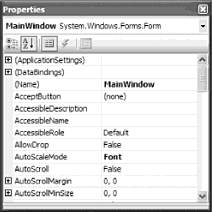 Properties
MainWindow System.Windows.Forms.Form
(ApplicationSettings)
(DataBindings)
(Name) MainWindow
AcceptButton (none)
AccessibleDescription
AccessibleName
AccessibleRole Default
AllowDrop False
AutoScaleMode Font
AutoScroll False
AutoScrollMargin 0, 0
AutoScrollMinSize 0, 0